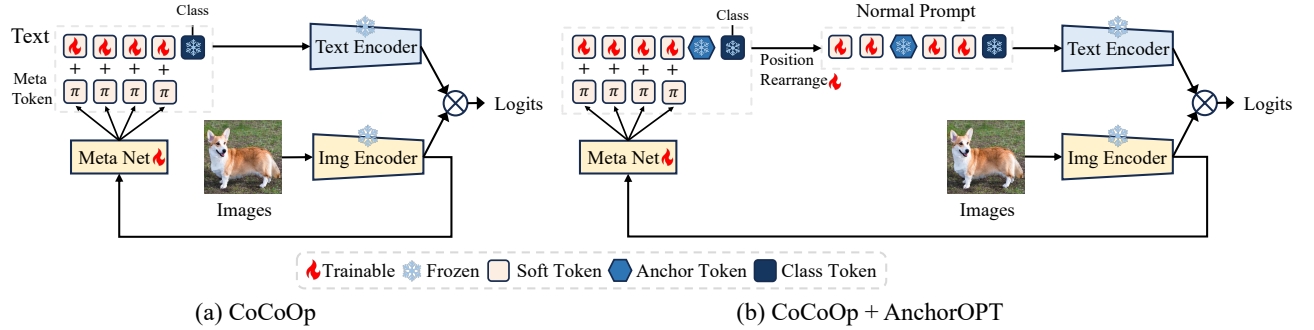 Class
Text
Text Encoder
+ + + +
Meta
Token
π π π π
Logits
Meta Net
Img Encoder
Images
Class
Normal Prompt
Position
Rearrange
Text Encoder
+ + + +
π π π π
Logits
Meta Net
Img Encoder
Images
Trainable Frozen Soft Token Anchor Token Class Token
(a) CoCoOp
(b) CoCoOp + AnchorOPT